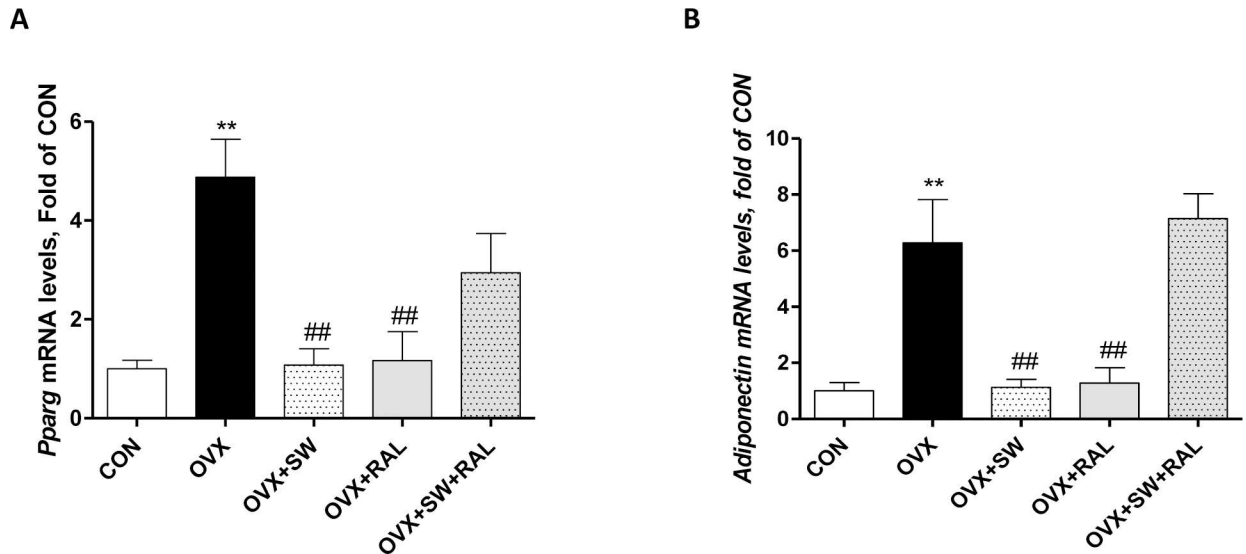 A
Pparg mRNA levels, Fold of CON
6
4
2
0
**
##
##
CON
OVX
OVX+SW
OVX+RAL
OVX+SW+RAL
B
Adiponectin mRNA levels, fold of CON
10
8
6
4
2
0
**
##
##
CON
OVX
OVX+SW
OVX+RAL
OVX+SW+RAL